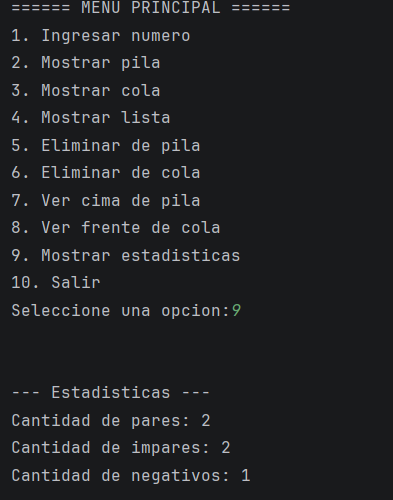 ====== MENU PRINCIPAL ======
1. Ingresar numero
2. Mostrar pila
3. Mostrar cola
4. Mostrar lista
5. Eliminar de pila
6. Eliminar de cola
7. Ver cima de pila
8. Ver frente de cola
9. Mostrar estadisticas
10. Salir
Seleccione una opcion:9
--- Estadisticas ---
Cantidad de pares: 2
Cantidad de impares: 2
Cantidad de negativos: 1